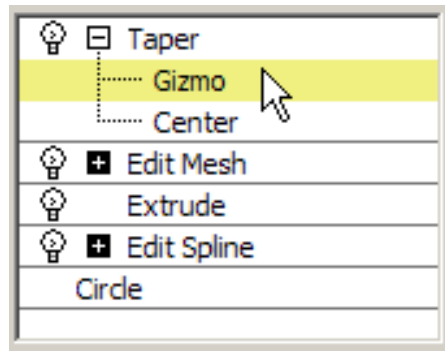 Taper
Gizmo
Center
Edit Mesh
Extrude
Edit Spline
Circle